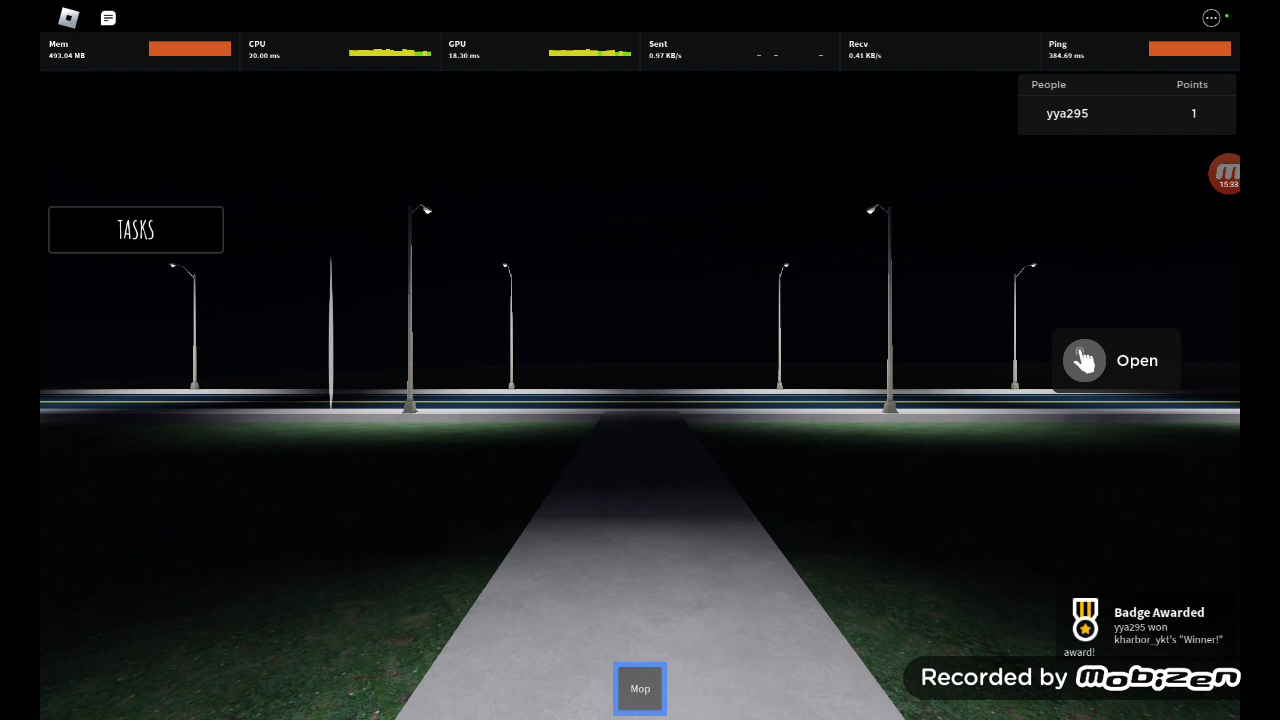 Mem
493.04 MB
CPU
20.00 ms
GPU
18.30 ms
Sent
0.97 KB/s
Recv
0.41 KB/s
Ping
384.69 ms
People Points
yya295 1
15:33
TASKS
Open
Badge Awarded
yya295 won
kharbor_ykt's "Winner!"
award!
Recorded by mobizen
Mop